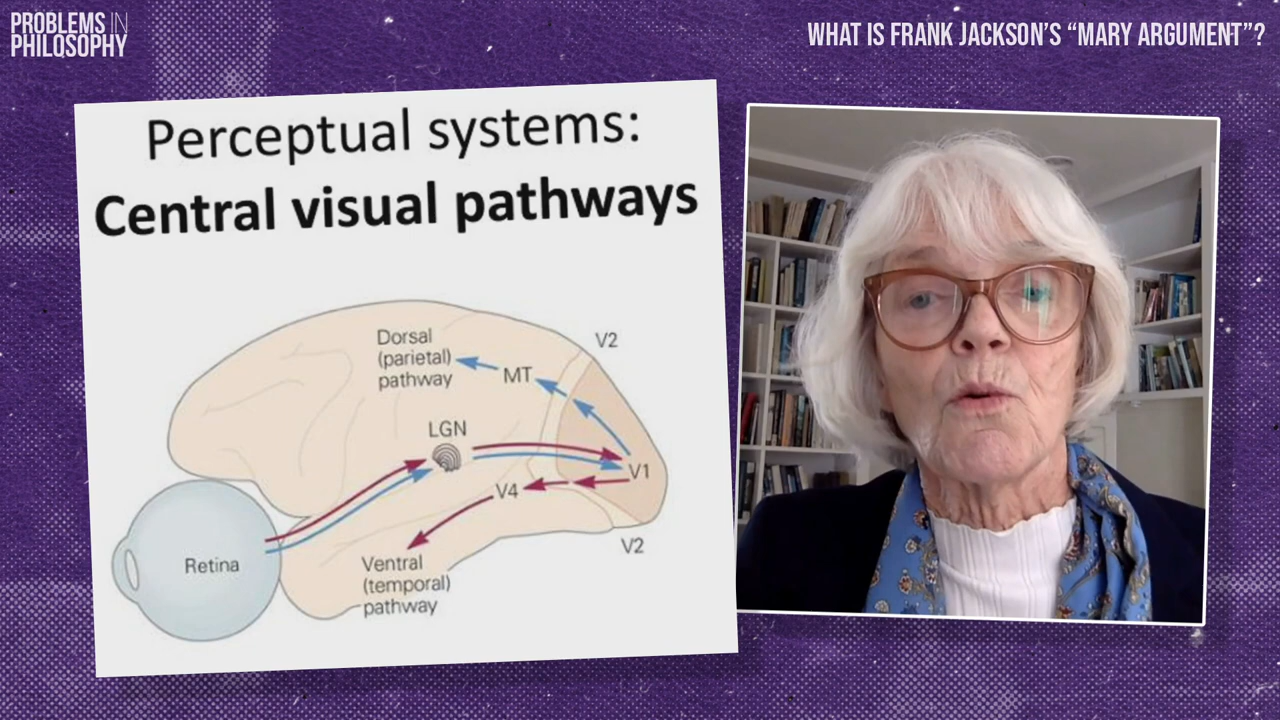 PROBLEMS IN
PHILOSOPHY
WHAT IS FRANK JACKSON'S “MARY ARGUMENT”?
Perceptual systems:
Central visual pathways
Dorsal
(parietal)
pathway
MT
V2
LGN
V1
V4
Retina
Ventral
(temporal)
pathway
V2